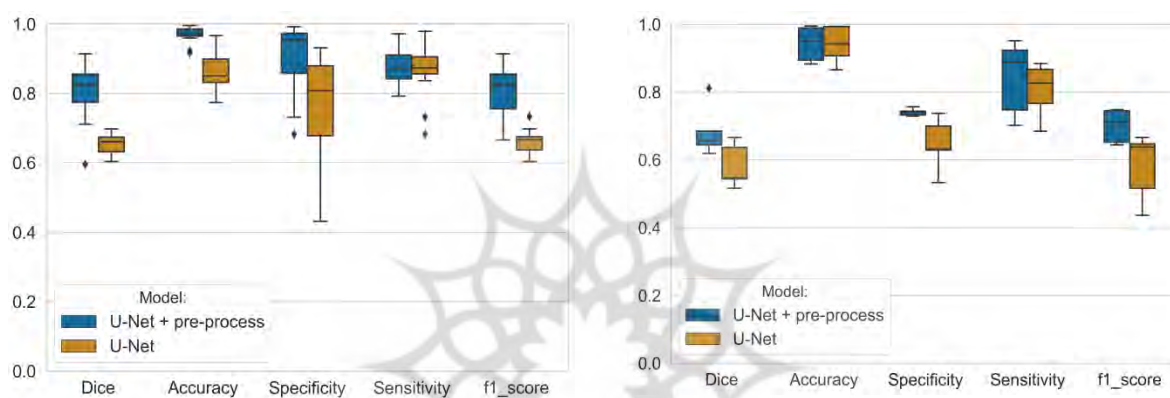 1.0
0.8
0.6
0.4
0.2
0.0
Model:
U-Net + pre-process
U-Net
Dice Accuracy Specificity Sensitivity f1_score
1.0
0.8
0.6
0.4
0.2
0.0
Model:
U-Net + pre-process
U-Net
Dice Accuracy Specificity Sensitivity f1_score